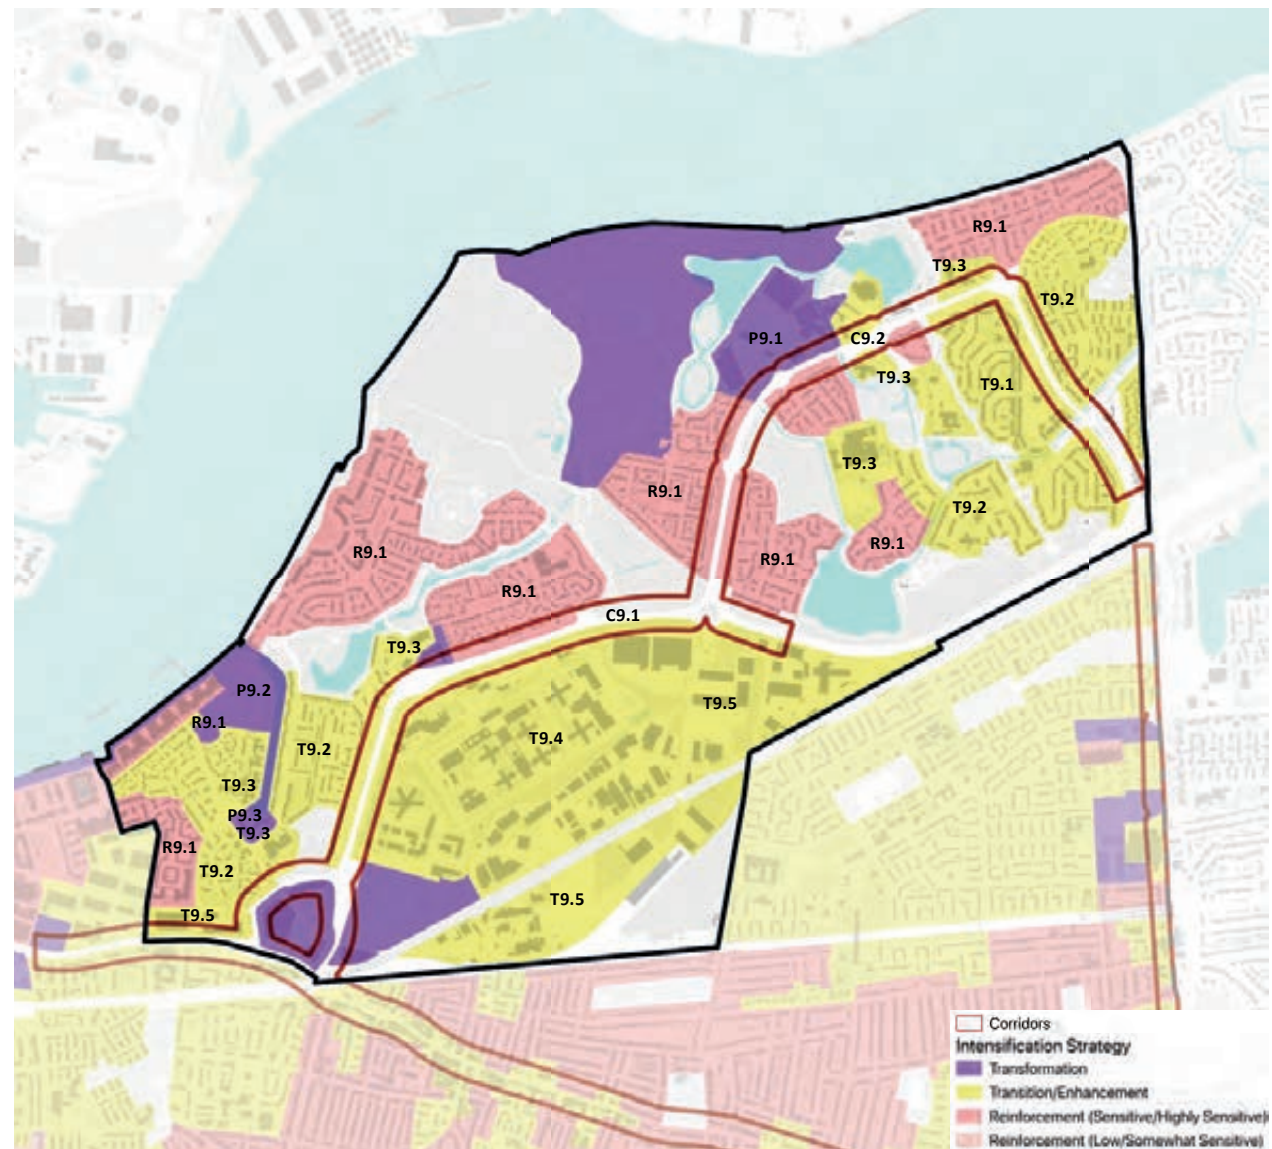 R9.1
T9.3
T9.2
P9.1
C9.2
T9.3
T9.1
T9.3
R9.1
T9.2
R9.1
R9.1
R9.1
R9.1
C9.1
T9.3
P9.2
T9.5
R9.1
T9.4
T9.2
T9.3
P9.3
T9.3
R9.1
T9.2
T9.5
T9.5
Corridors
Intensification Strategy
Transformation
Transition/Enhancement
Reinforcement (Sensitive/Highly Sensitive)
Reinforcement (Low/Somewhat Sensitive)